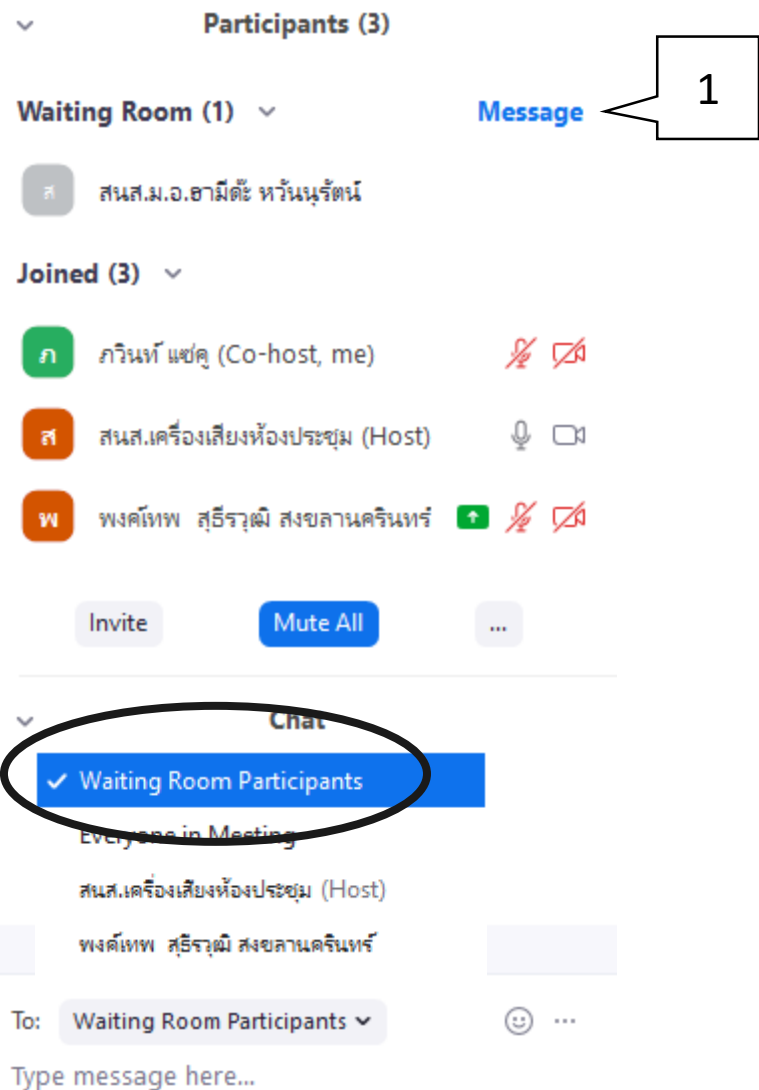 Participants (3)
Waiting Room (1) Message
1
ส สนส.ม.อ.ฮามีด๊ะ หวันนุรัตน์
Joined (3)
ภ ภวินท์ แซ่คู (Co-host, me)
ส สนส.เครื่องเสียงห้องประชุม (Host)
พ พงค์เทพ สุธีรวุฒิ สงขลานครินทร์
Invite Mute All ...
Chat
Waiting Room Participants
Everyone in Meeting
สนส.เครื่องเสียงห้องประชุม (Host)
พงค์เทพ สุธีรวุฒิ สงขลานครินทร์
To: Waiting Room Participants
Type message here...